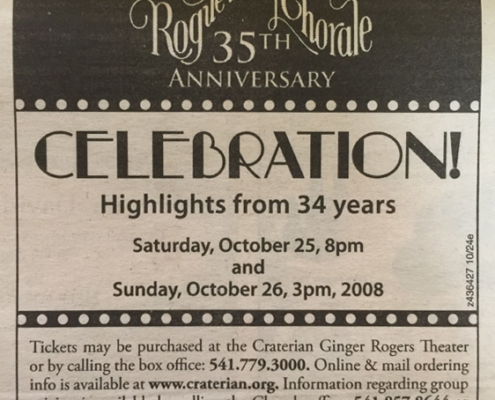 Rogue Chorale
35TH
ANNIVERSARY
CELEBRATION!
Highlights from 34 years
Saturday, October 25, 8pm
and
Sunday, October 26, 3pm, 2008
z436427 10/24e
Tickets may be purchased at the Craterian Ginger Rogers Theater
or by calling the box office: 541.779.3000. Online & mail ordering
info is available at www.craterian.org. Information regarding group